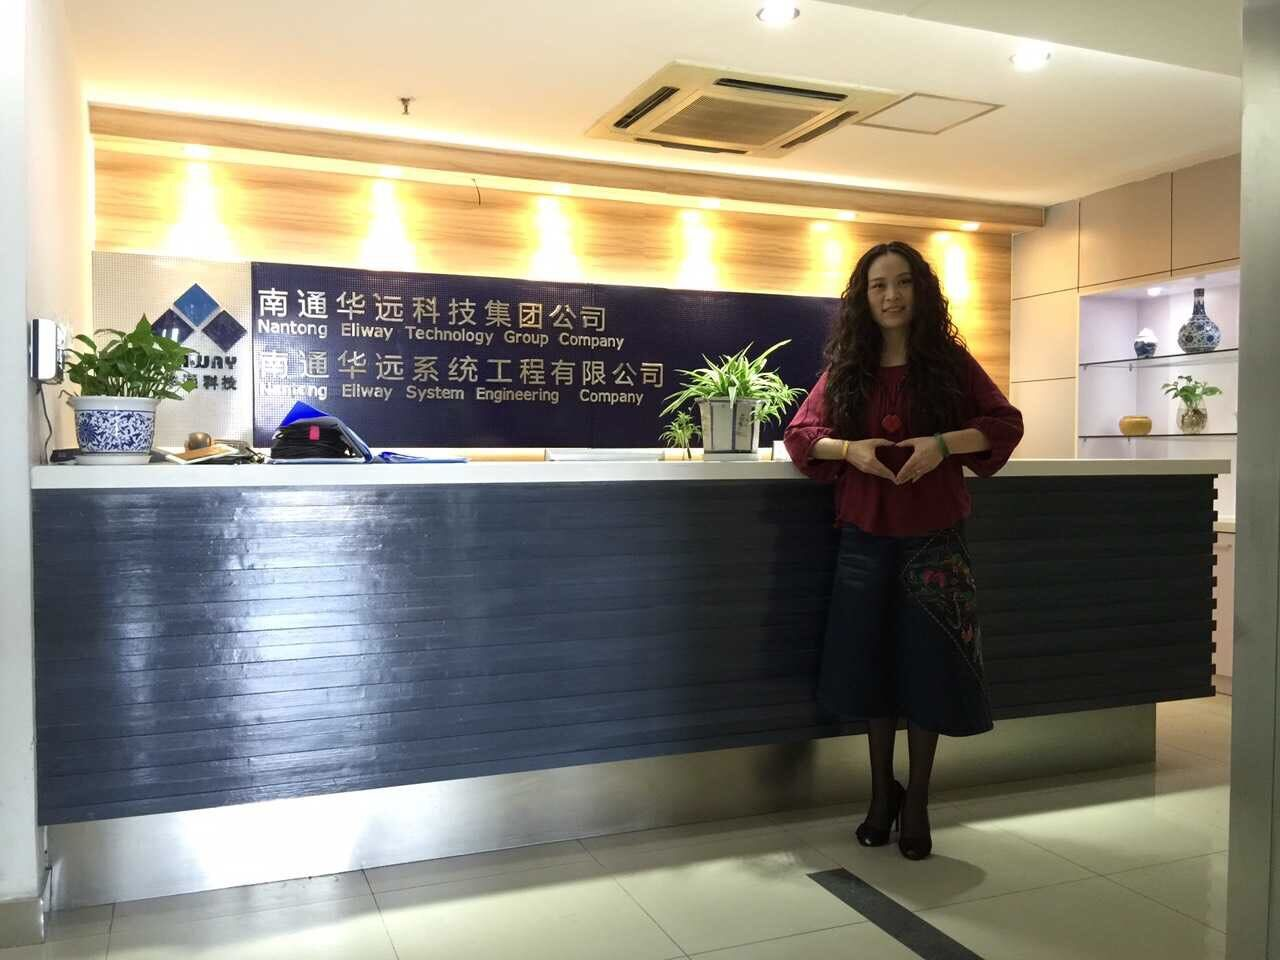 南通华远科技集团公司
Nantong Eliway Technology Group Company
南通华远系统工程有限公司
Nantong Eliway System Engineering Company
科技